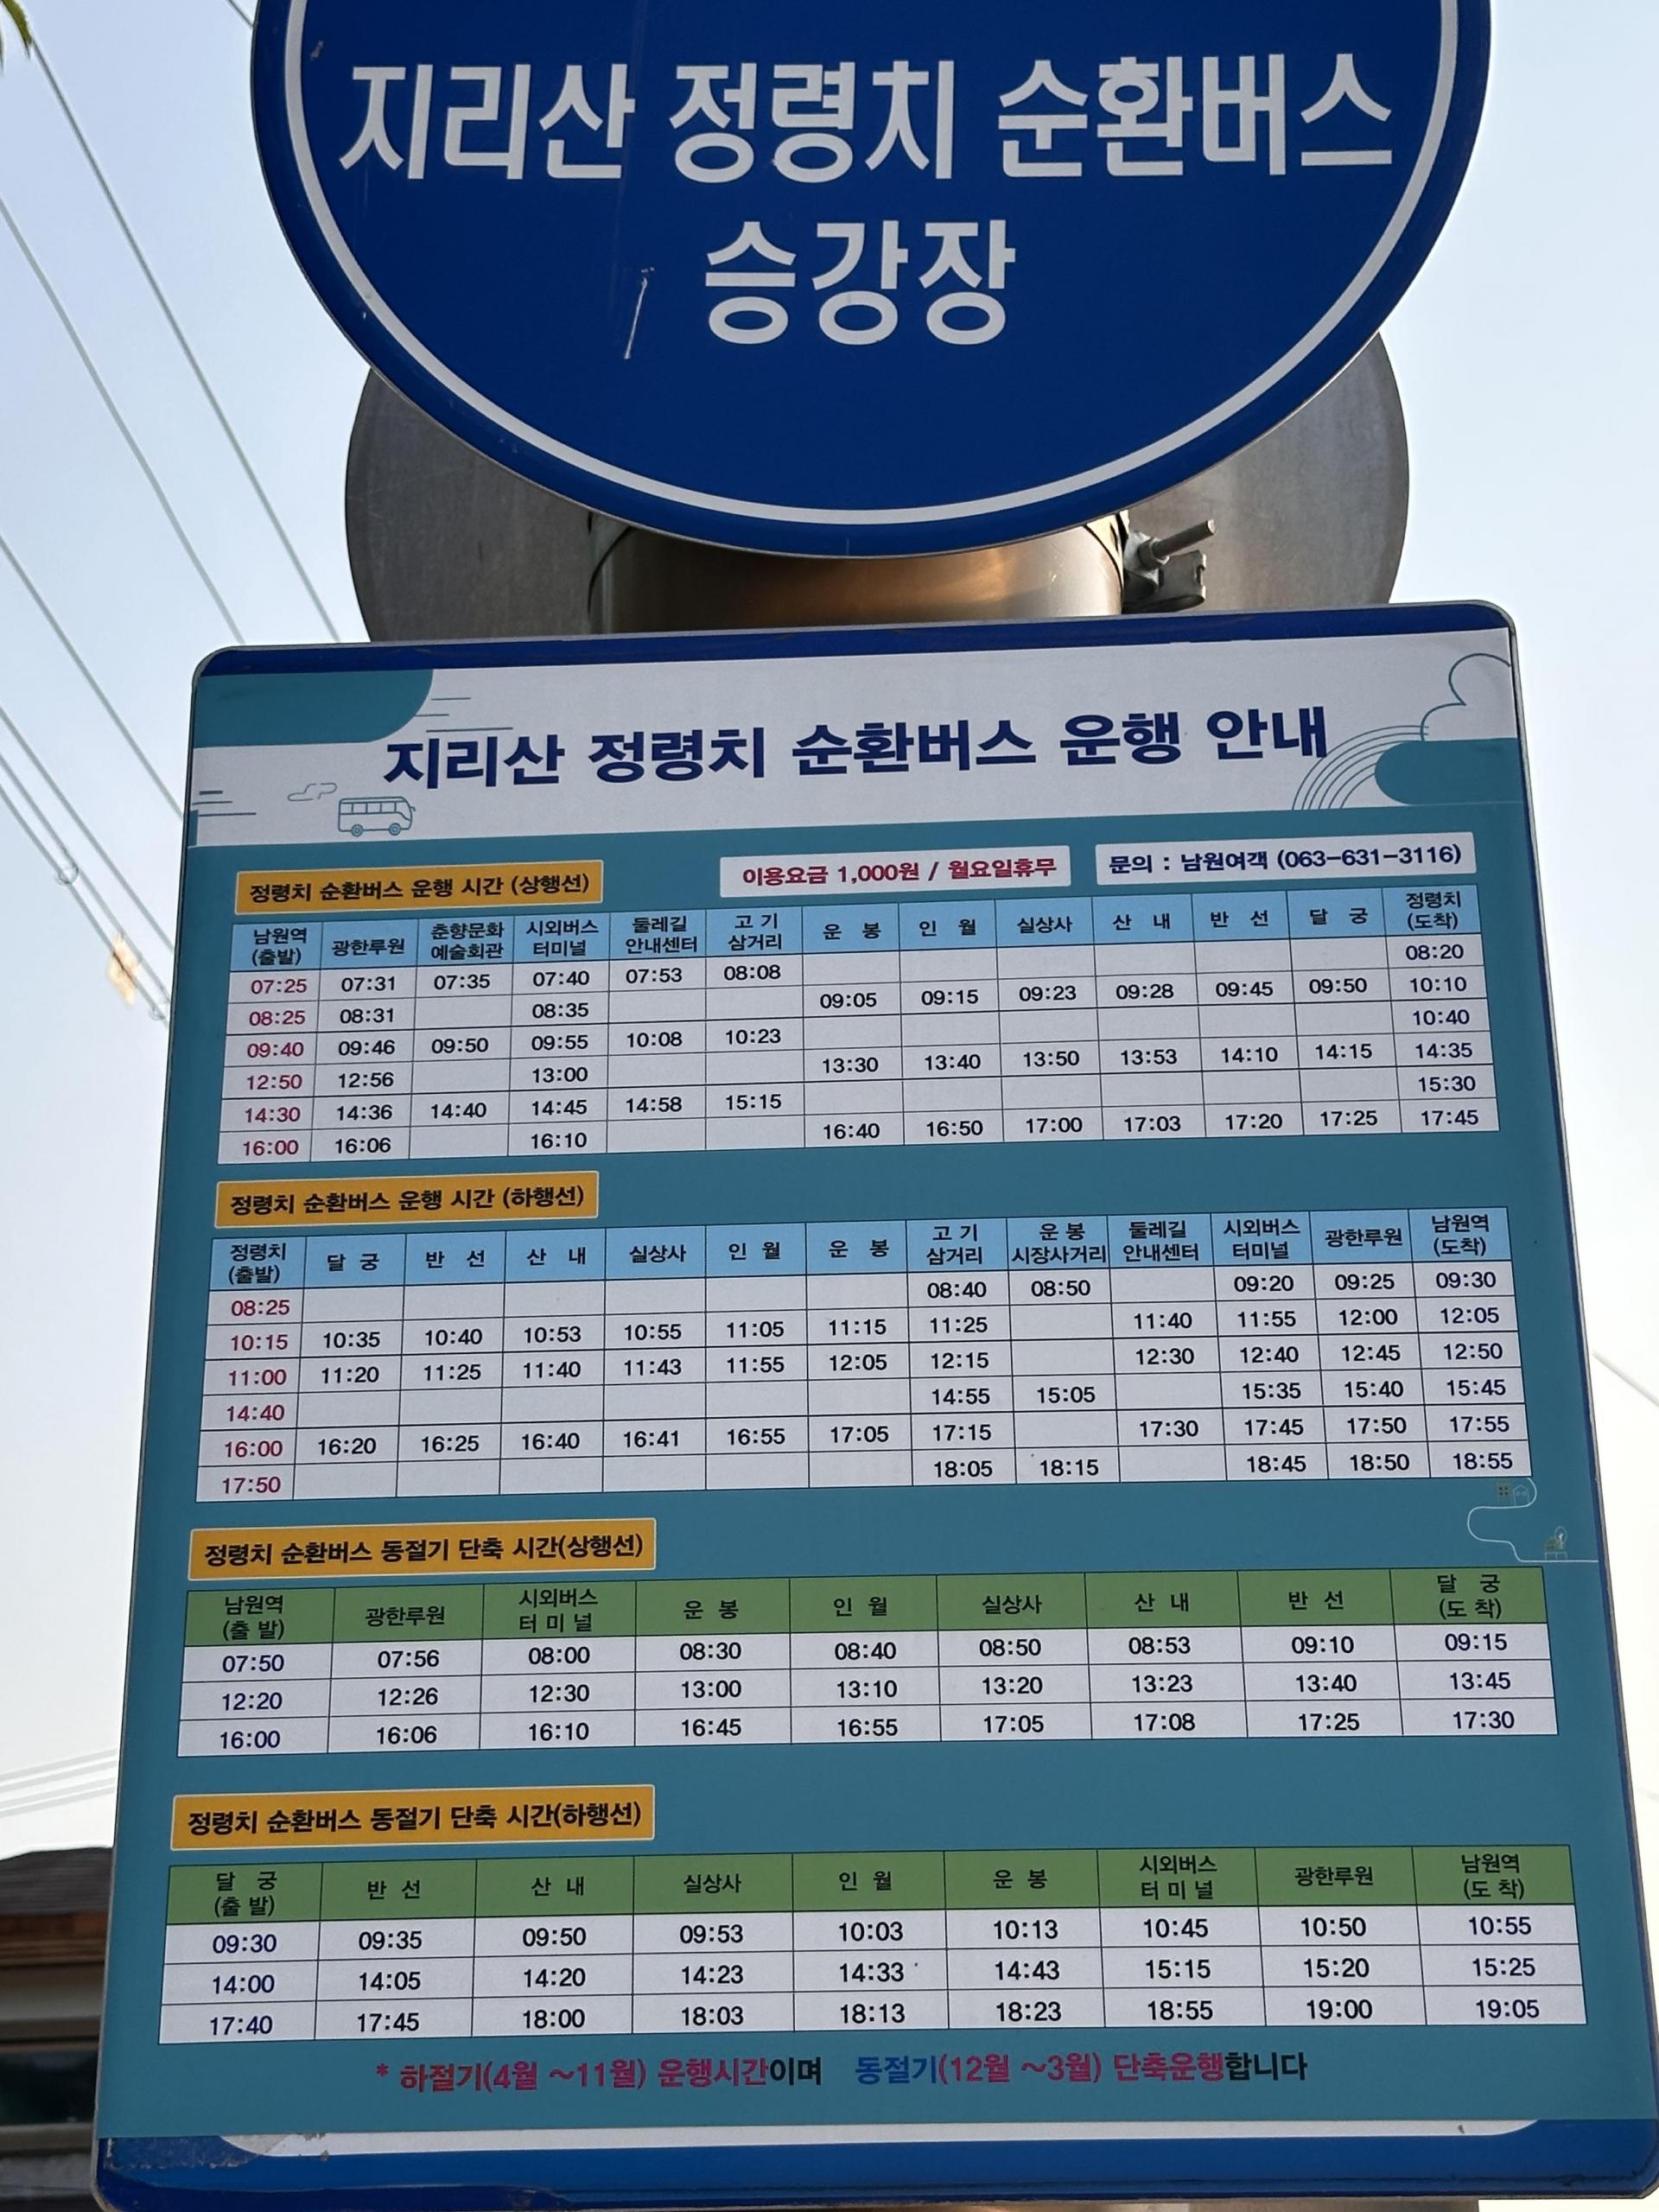 지리산 정령치 순환버스
승강장
지리산 정령치 순환버스 운행 안내
정령치 순환버스 운행 시간 (상행선) 이용요금 1,000원 / 월요일휴무 문의 : 남원여객 (063-631-3116)
남원역 (출발) 광한루원 춘향문화 예술회관 시외버스 터미널 둘레길 안내센터 고 기 삼거리 운 봉 인 월 실상사 산 내 반 선 달 궁 정령치 (도착)
07:25 07:31 07:35 07:40 07:53 08:08 08:20
08:25 08:31 08:35 09:05 09:15 09:23 09:28 09:45 09:50 10:10
09:40 09:46 09:50 09:55 10:08 10:23 10:40
12:50 12:56 13:00 13:30 13:40 13:50 13:53 14:10 14:15 14:35
14:30 14:36 14:40 14:45 14:58 15:15 15:30
16:00 16:06 16:10 16:40 16:50 17:00 17:03 17:20 17:25 17:45
정령치 순환버스 운행 시간 (하행선)
정령치 (출발) 달 궁 반 선 산 내 실상사 인 월 운 봉 고 기 삼거리 운 봉 시장사거리 둘레길 안내센터 시외버스 터미널 광한루원 남원역 (도착)
08:25 08:40 08:50 09:20 09:25 09:30
10:15 10:35 10:40 10:53 10:55 11:05 11:15 11:25 11:40 11:55 12:00 12:05
11:00 11:20 11:25 11:40 11:43 11:55 12:05 12:15 12:30 12:40 12:45 12:50
14:40 14:55 15:05 15:35 15:40 15:45
16:00 16:20 16:25 16:40 16:41 16:55 17:05 17:15 17:30 17:45 17:50 17:55
17:50 18:05 18:15 18:45 18:50 18:55
정령치 순환버스 동절기 단축 시간(상행선)
남원역 (출 발) 광한루원 시외버스 터 미 널 운 봉 인 월 실상사 산 내 반 선 달 궁 (도 착)
07:50 07:56 08:00 08:30 08:40 08:50 08:53 09:10 09:15
12:20 12:26 12:30 13:00 13:10 13:20 13:23 13:40 13:45
16:00 16:06 16:10 16:45 16:55 17:05 17:08 17:25 17:30
정령치 순환버스 동절기 단축 시간(하행선)
달 궁 (출 발) 반 선 산 내 실상사 인 월 운 봉 시외버스 터 미 널 광한루원 남원역 (도 착)
09:30 09:35 09:50 09:53 10:03 10:13 10:45 10:50 10:55
14:00 14:05 14:20 14:23 14:33 14:43 15:15 15:20 15:25
17:40 17:45 18:00 18:03 18:13 18:23 18:55 19:00 19:05
* 하절기(4월 ~11월) 운행시간이며 동절기(12월 ~3월) 단축운행합니다